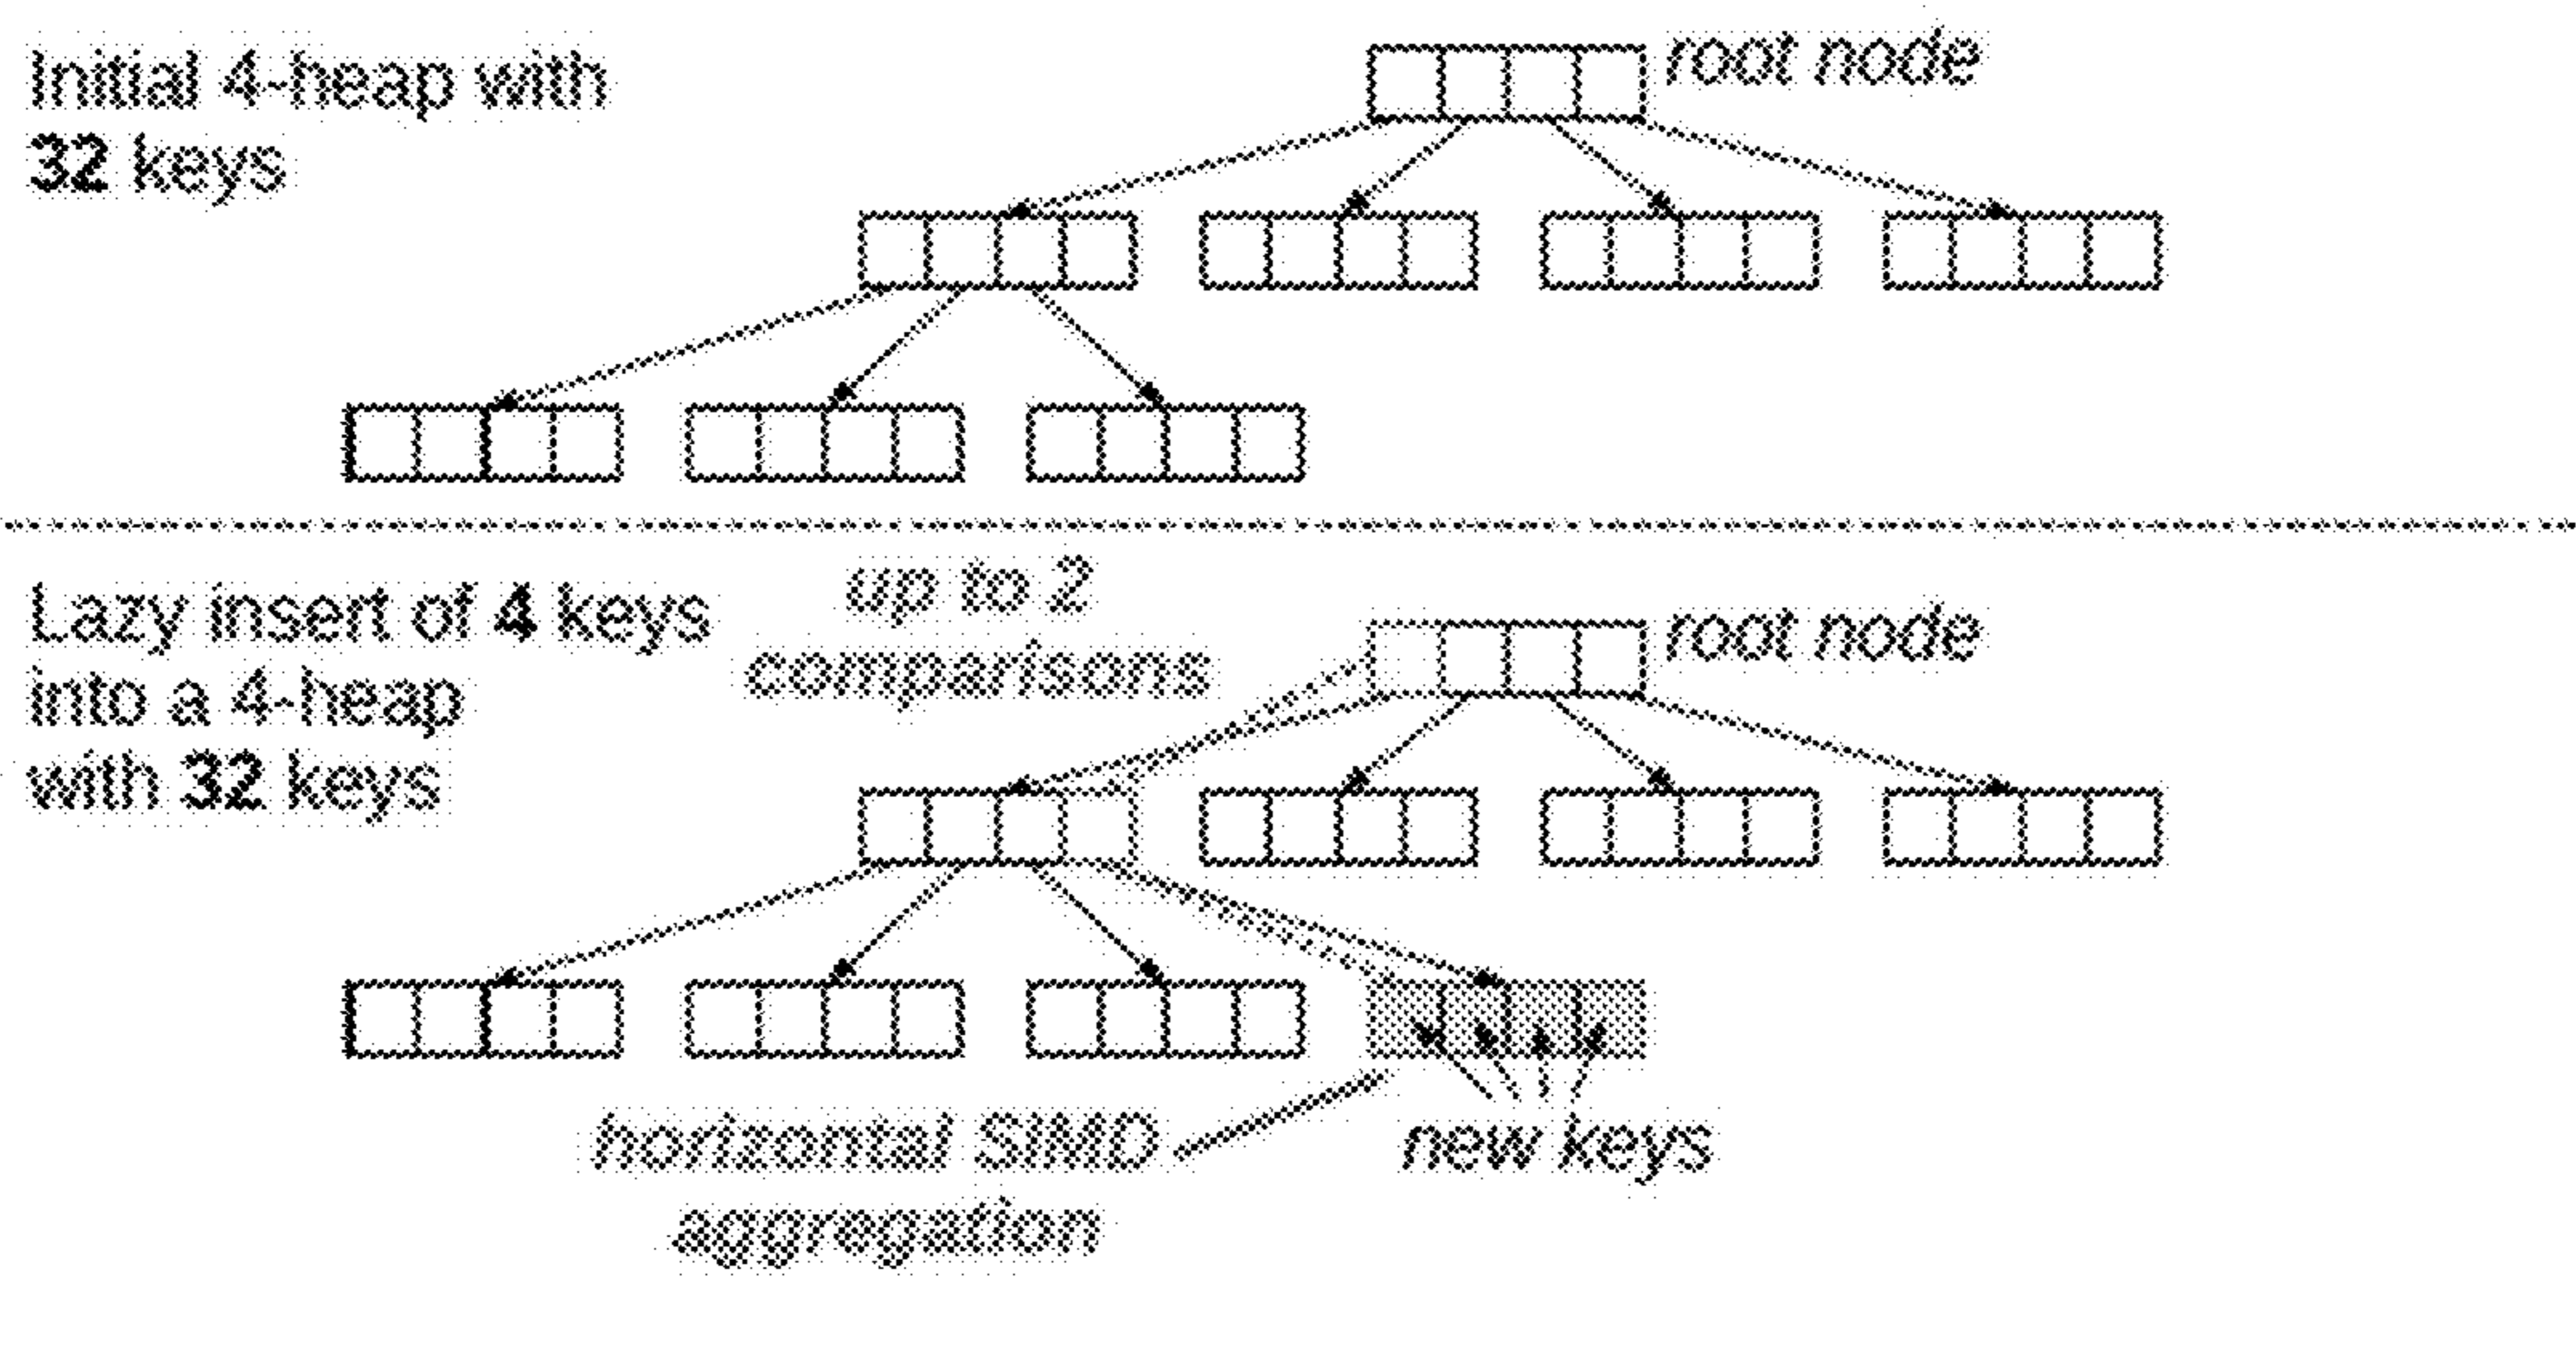 Initial 4-heap with
32 keys
root node
Lazy insert of 4 keys
into a 4-heap
with 32 keys
up to 2
comparisons
root node
horizontal SIMD
aggregation
new keys